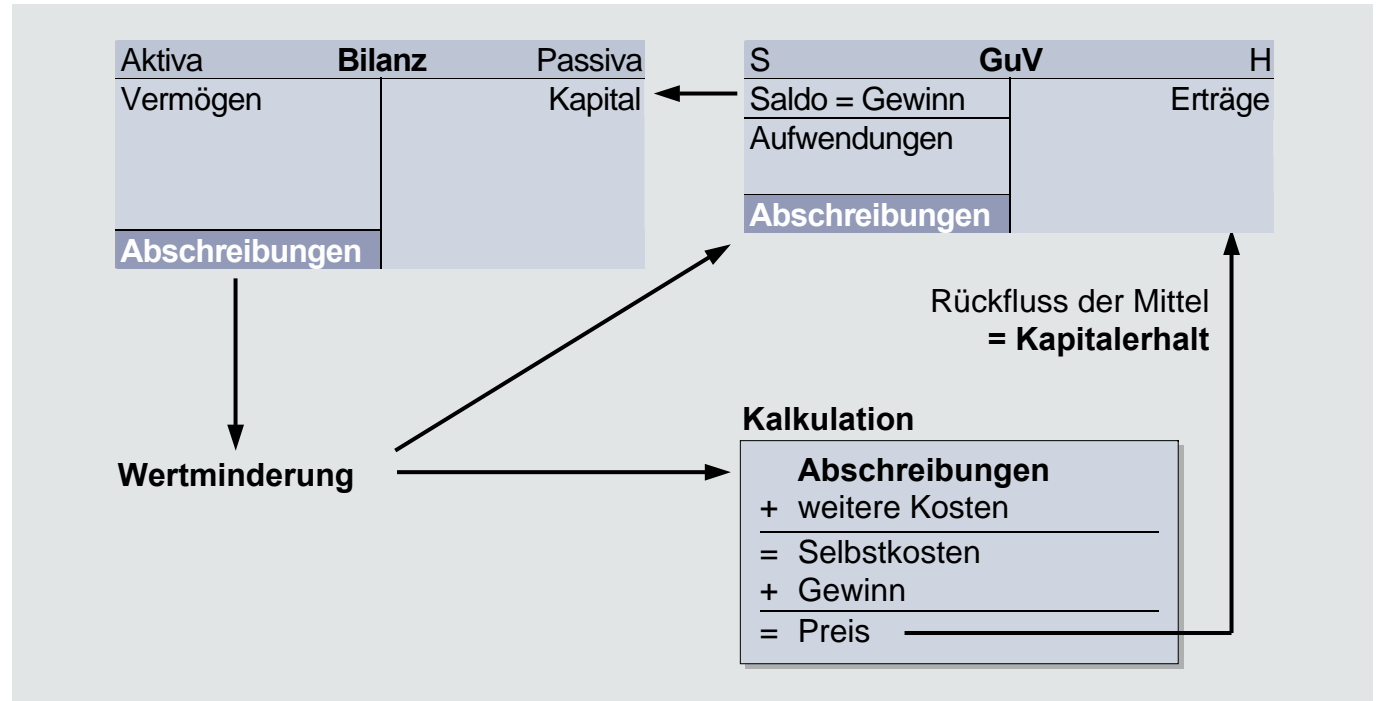 Aktiva Bilanz Passiva
Vermögen Kapital
Abschreibungen
S GuV H
Saldo = Gewinn Erträge
Aufwendungen
Abschreibungen
Rückfluss der Mittel
= Kapitalerhalt
Wertminderung
Kalkulation
Abschreibungen
+ weitere Kosten
= Selbstkosten
+ Gewinn
= Preis